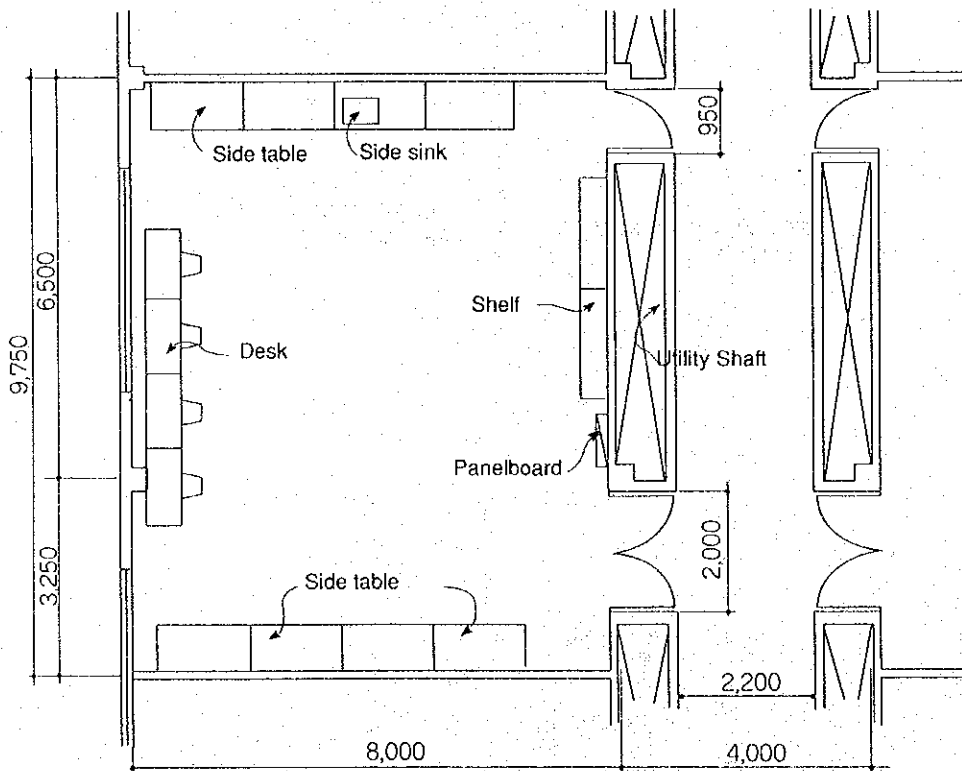 950
Side table
Side sink
6,500
9,750
Shelf
Desk
Utility Shaft
Panelboard
2,000
3,250
Side table
2,200
8,000
4,000